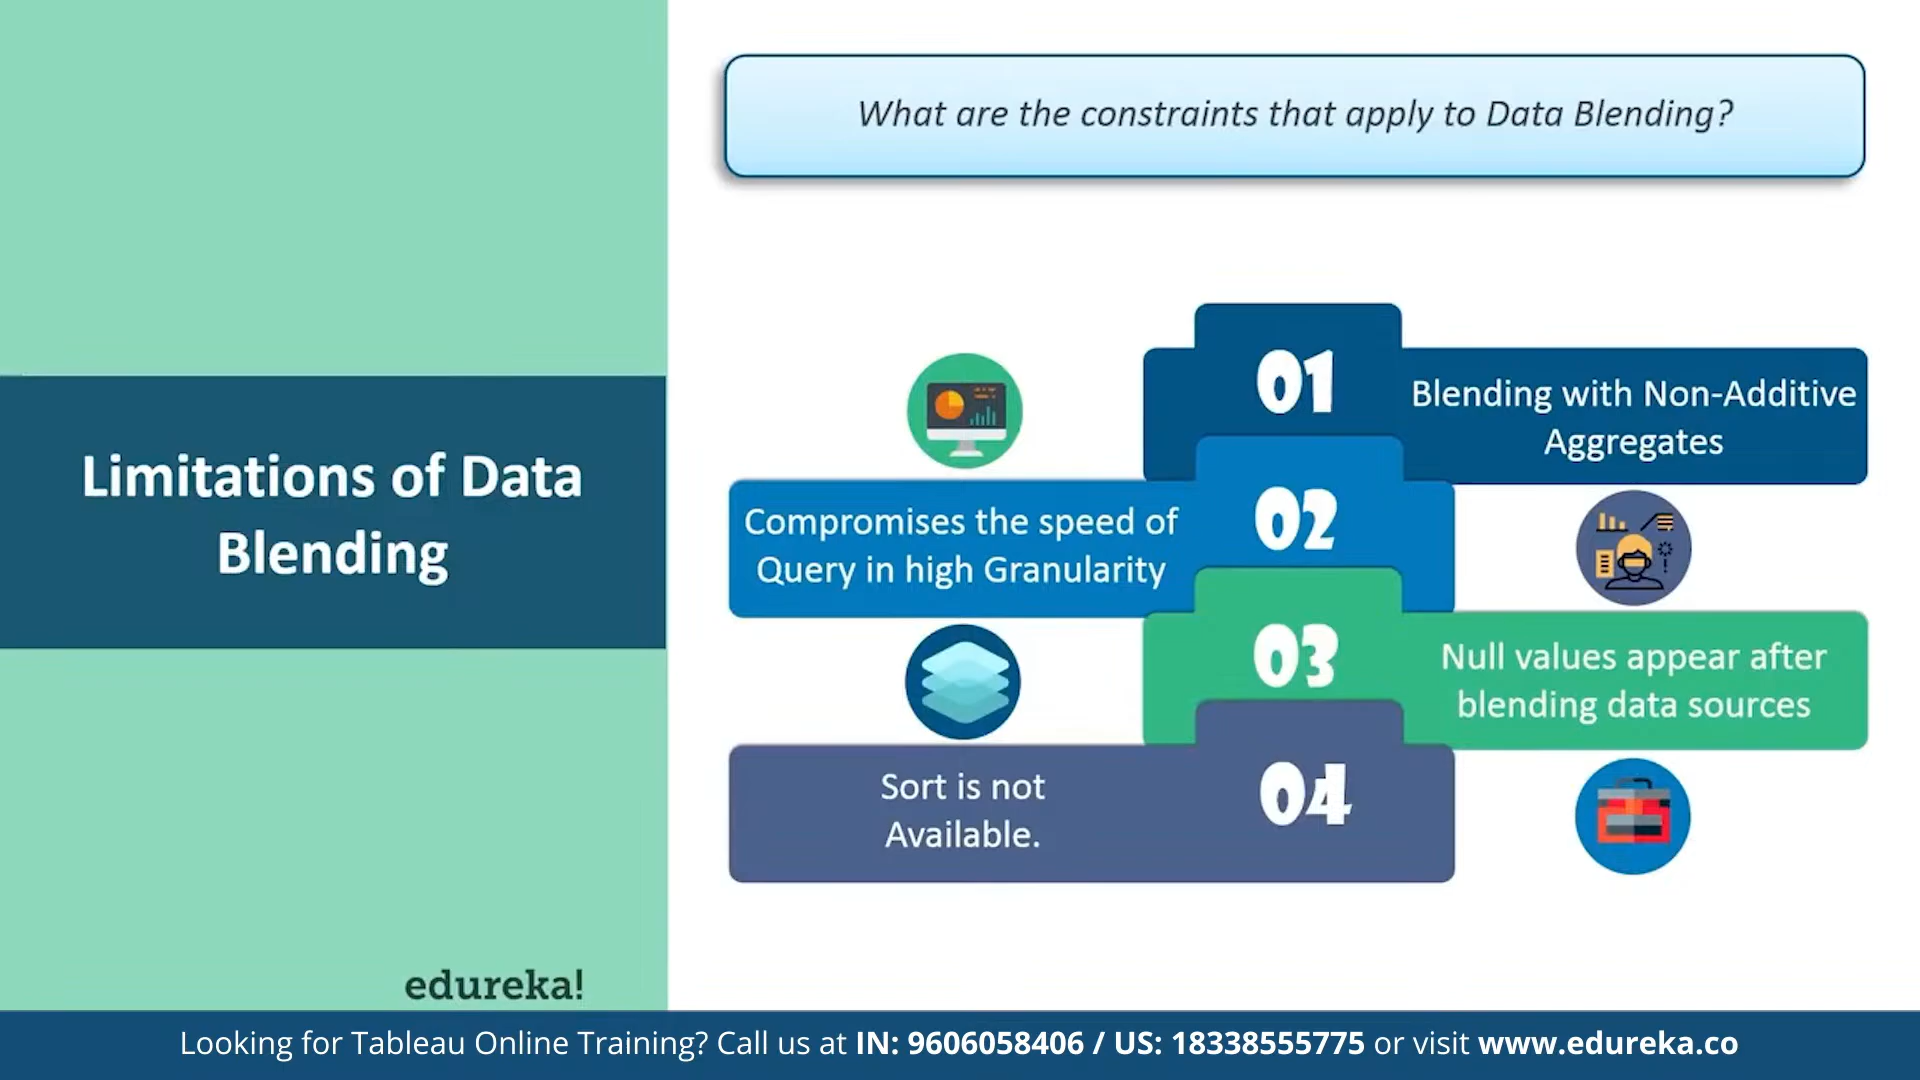 What are the constraints that apply to Data Blending?
Limitations of Data
Blending
01
Blending with Non-Additive
Aggregates
02
Compromises the speed of
Query in high Granularity
03
Null values appear after
blending data sources
04
Sort is not
Available.
edureka!
Looking for Tableau Online Training? Call us at IN: 9606058406 / US: 18338555775 or visit www.edureka.co